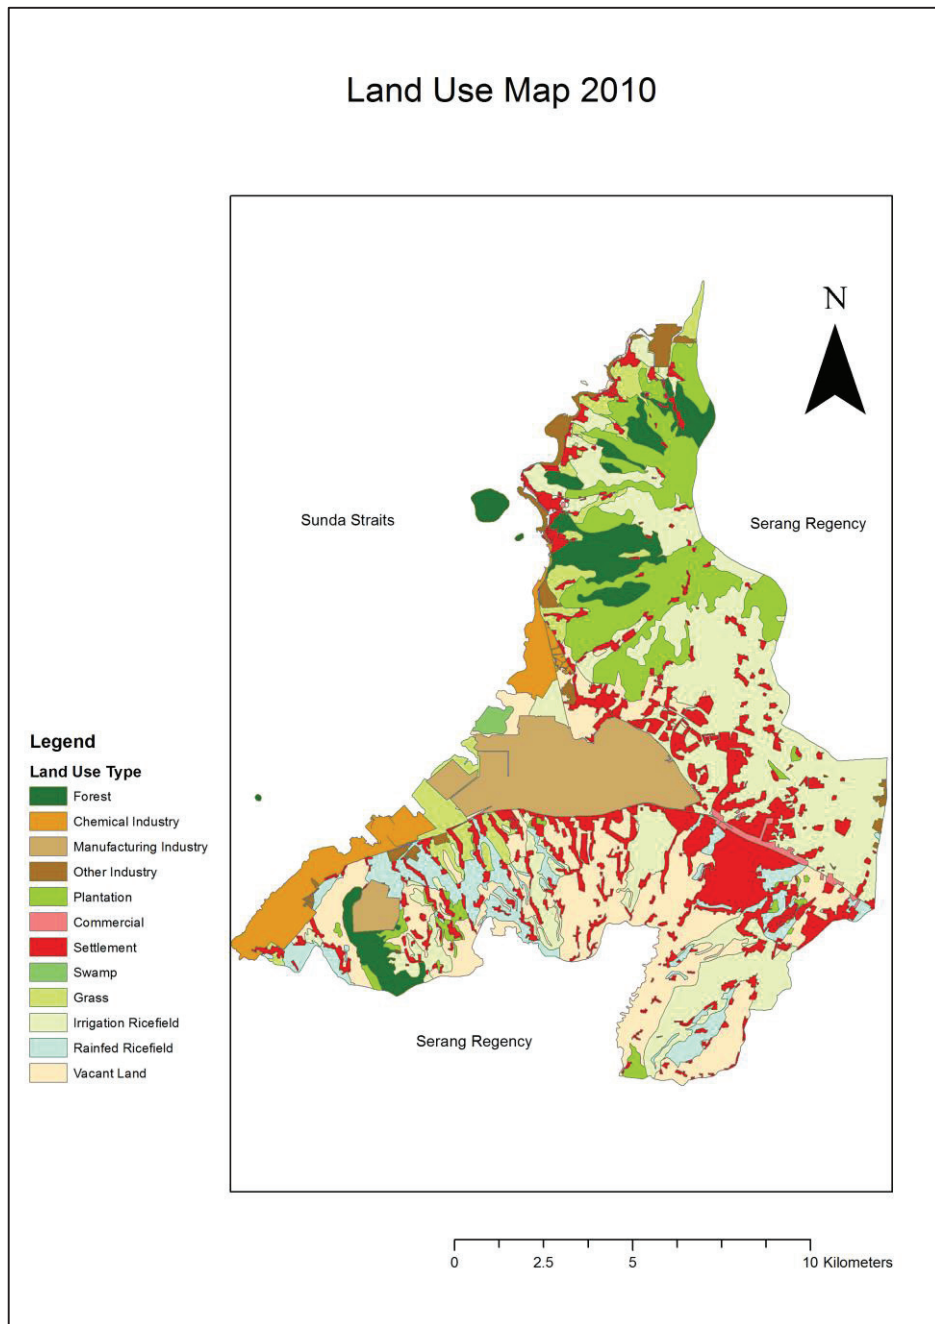 Land Use Map 2010
N
Sunda Straits
Serang Regency
Legend
Land Use Type
Forest
Chemical Industry
Manufacturing Industry
Other Industry
Plantation
Commercial
Settlement
Swamp
Grass
Irrigation Ricefield
Rainfed Ricefield
Vacant Land
Serang Regency
0 2.5 5 10 Kilometers